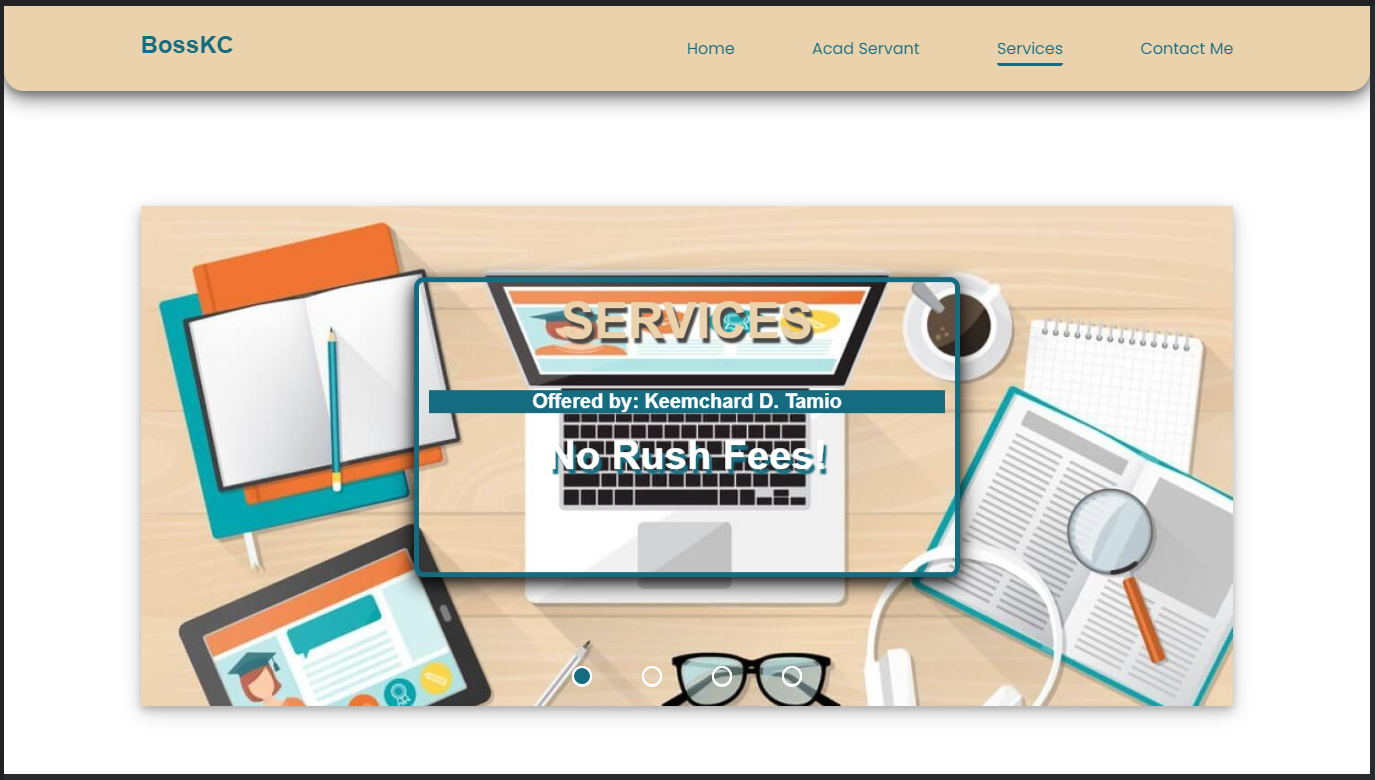 BossKC
Home Acad Servant Services Contact Me
SERVICES
Offered by: Keemchard D. Tamio
No Rush Fees!